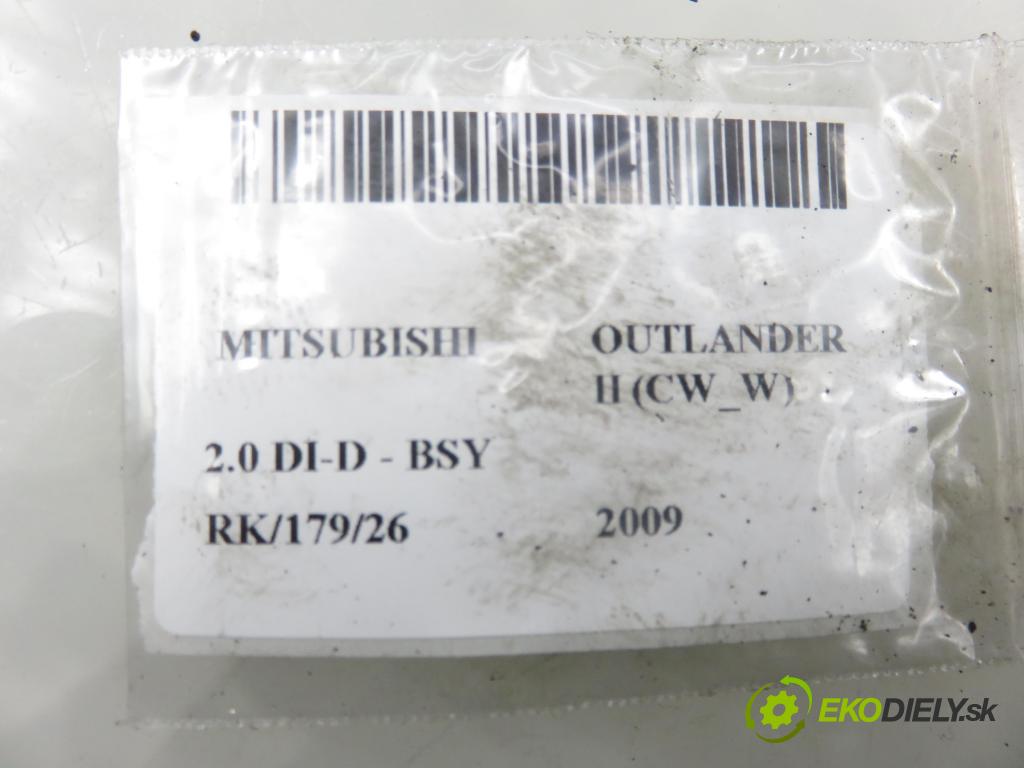 MITSUBISHI OUTLANDER
II (CW_W)
2.0 DI-D - BSY
RK/179/26 2009
EKODIELY.sk